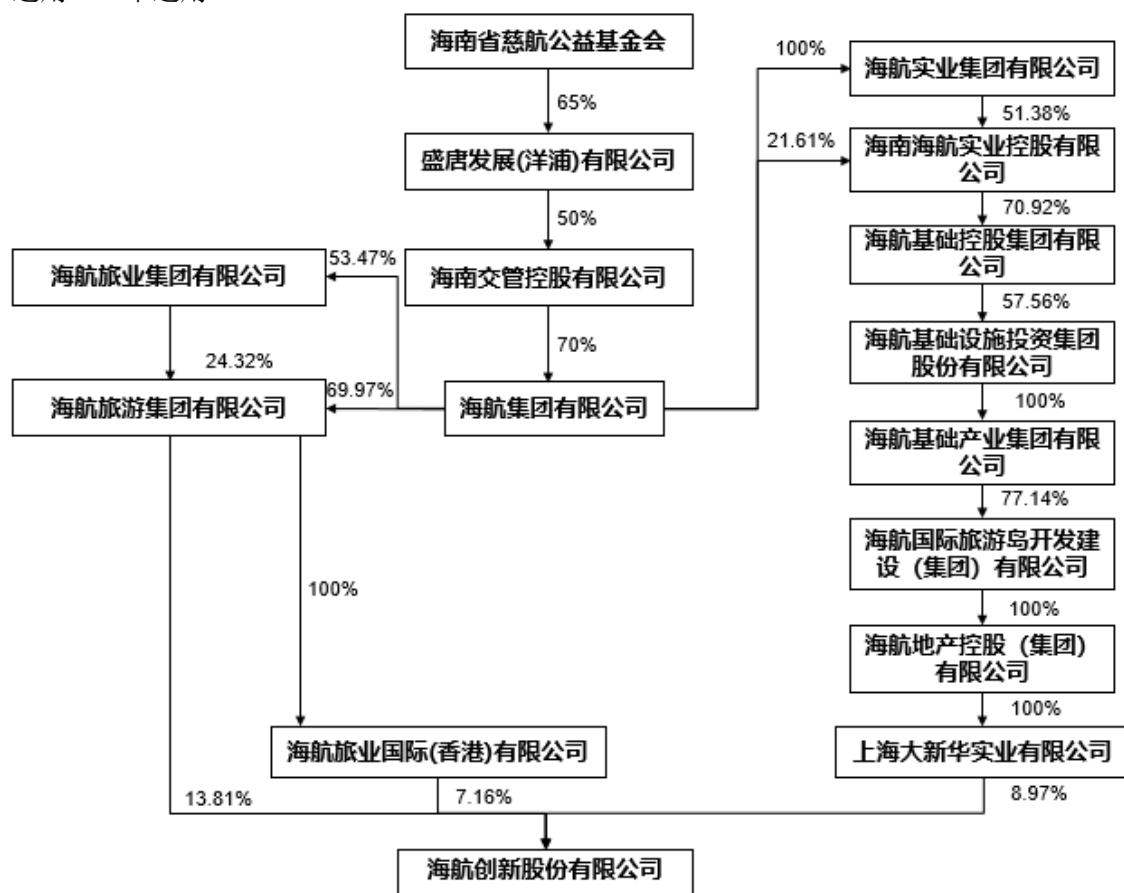 海南省慈航公益基金会
65%
盛唐发展(洋浦)有限公司
50%
海南交管控股有限公司
70%
海航集团有限公司
53.47%
海航旅业集团有限公司
24.32%
69.97%
海航旅游集团有限公司
100%
海航旅业国际(香港)有限公司
13.81%
7.16%
8.97%
海航创新股份有限公司
100%
海航实业集团有限公司
51.38%
21.61%
海南海航实业控股有限
公司
70.92%
海航基础控股集团有限
公司
57.56%
海航基础设施投资集团
股份有限公司
100%
海航基础产业集团有限
公司
77.14%
海航国际旅游岛开发建
设（集团）有限公司
100%
海航地产控股（集团）
有限公司
100%
上海大新华实业有限公司